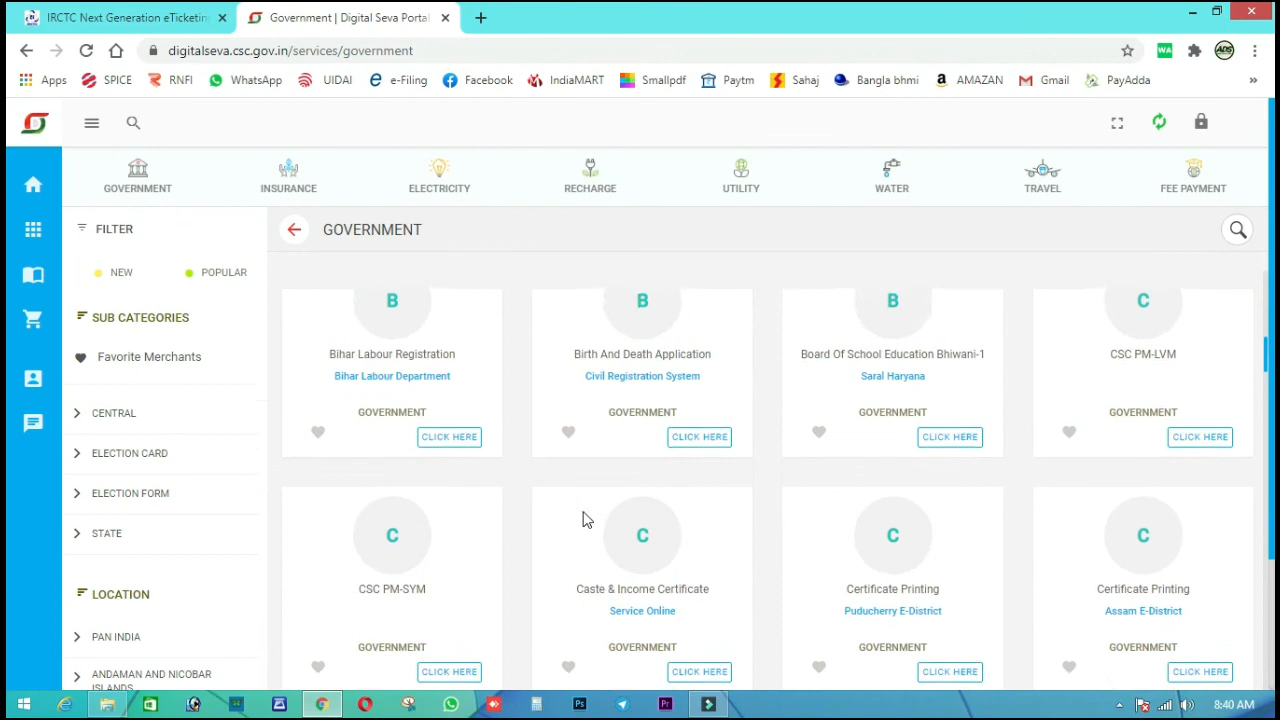 IRCTC Next Generation eTicketing
Government | Digital Seva Portal
digitalseva.csc.gov.in/services/government
Apps SPICE RNFI WhatsApp UIDAI e-Filing Facebook IndiaMART Smallpdf Paytm Sahaj Bangla bhmi AMAZAN Gmail PayAdda
GOVERNMENT INSURANCE ELECTRICITY RECHARGE UTILITY WATER TRAVEL FEE PAYMENT
FILTER
GOVERNMENT
NEW POPULAR
SUB CATEGORIES
Favorite Merchants
CENTRAL
ELECTION CARD
ELECTION FORM
STATE
LOCATION
PAN INDIA
ANDAMAN AND NICOBAR
ISLANDS
B B B C
Bihar Labour Registration Birth And Death Application Board Of School Education Bhiwani-1 CSC PM-LVM
Bihar Labour Department Civil Registration System Saral Haryana
GOVERNMENT GOVERNMENT GOVERNMENT GOVERNMENT
CLICK HERE CLICK HERE CLICK HERE CLICK HERE
C C C C
CSC PM-SYM Caste & Income Certificate Certificate Printing Certificate Printing
Service Online Puducherry E-District Assam E-District
GOVERNMENT GOVERNMENT GOVERNMENT GOVERNMENT
CLICK HERE CLICK HERE CLICK HERE CLICK HERE
8:40 AM